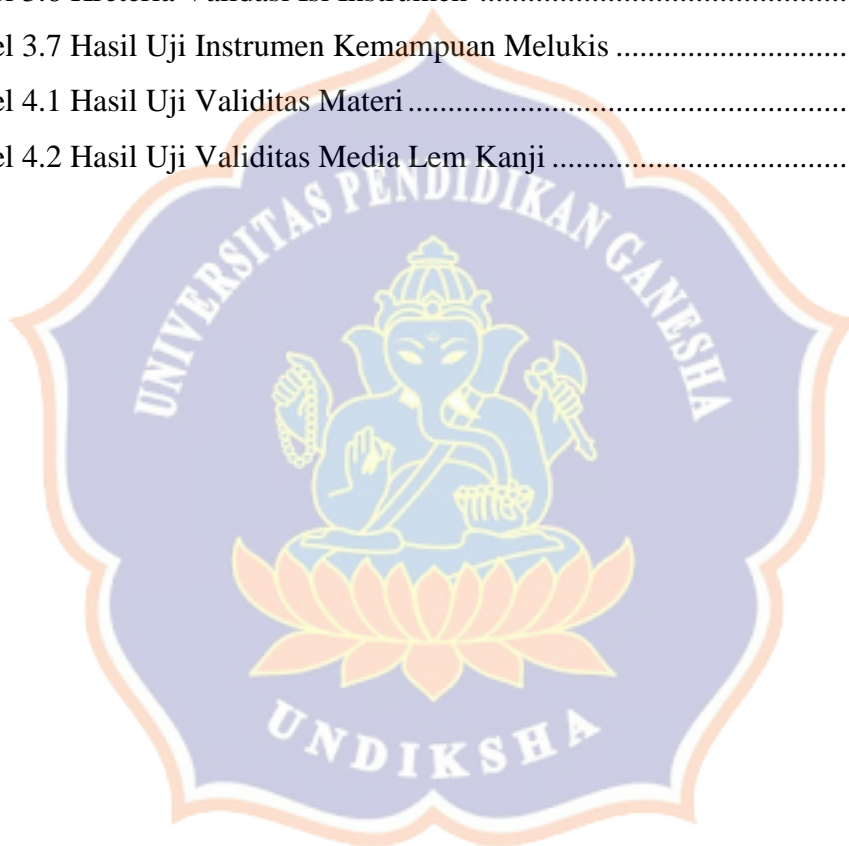 el 3.7 Hasil Uji Instrumen Kemampuan Melukis ............................
el 4.1 Hasil Uji Validitas Materi ....................................................
el 4.2 Hasil Uji Validitas Media Lem Kanji ...................................
UNIVERSITAS PENDIDIKAN GANESHA
UNDIKSHA